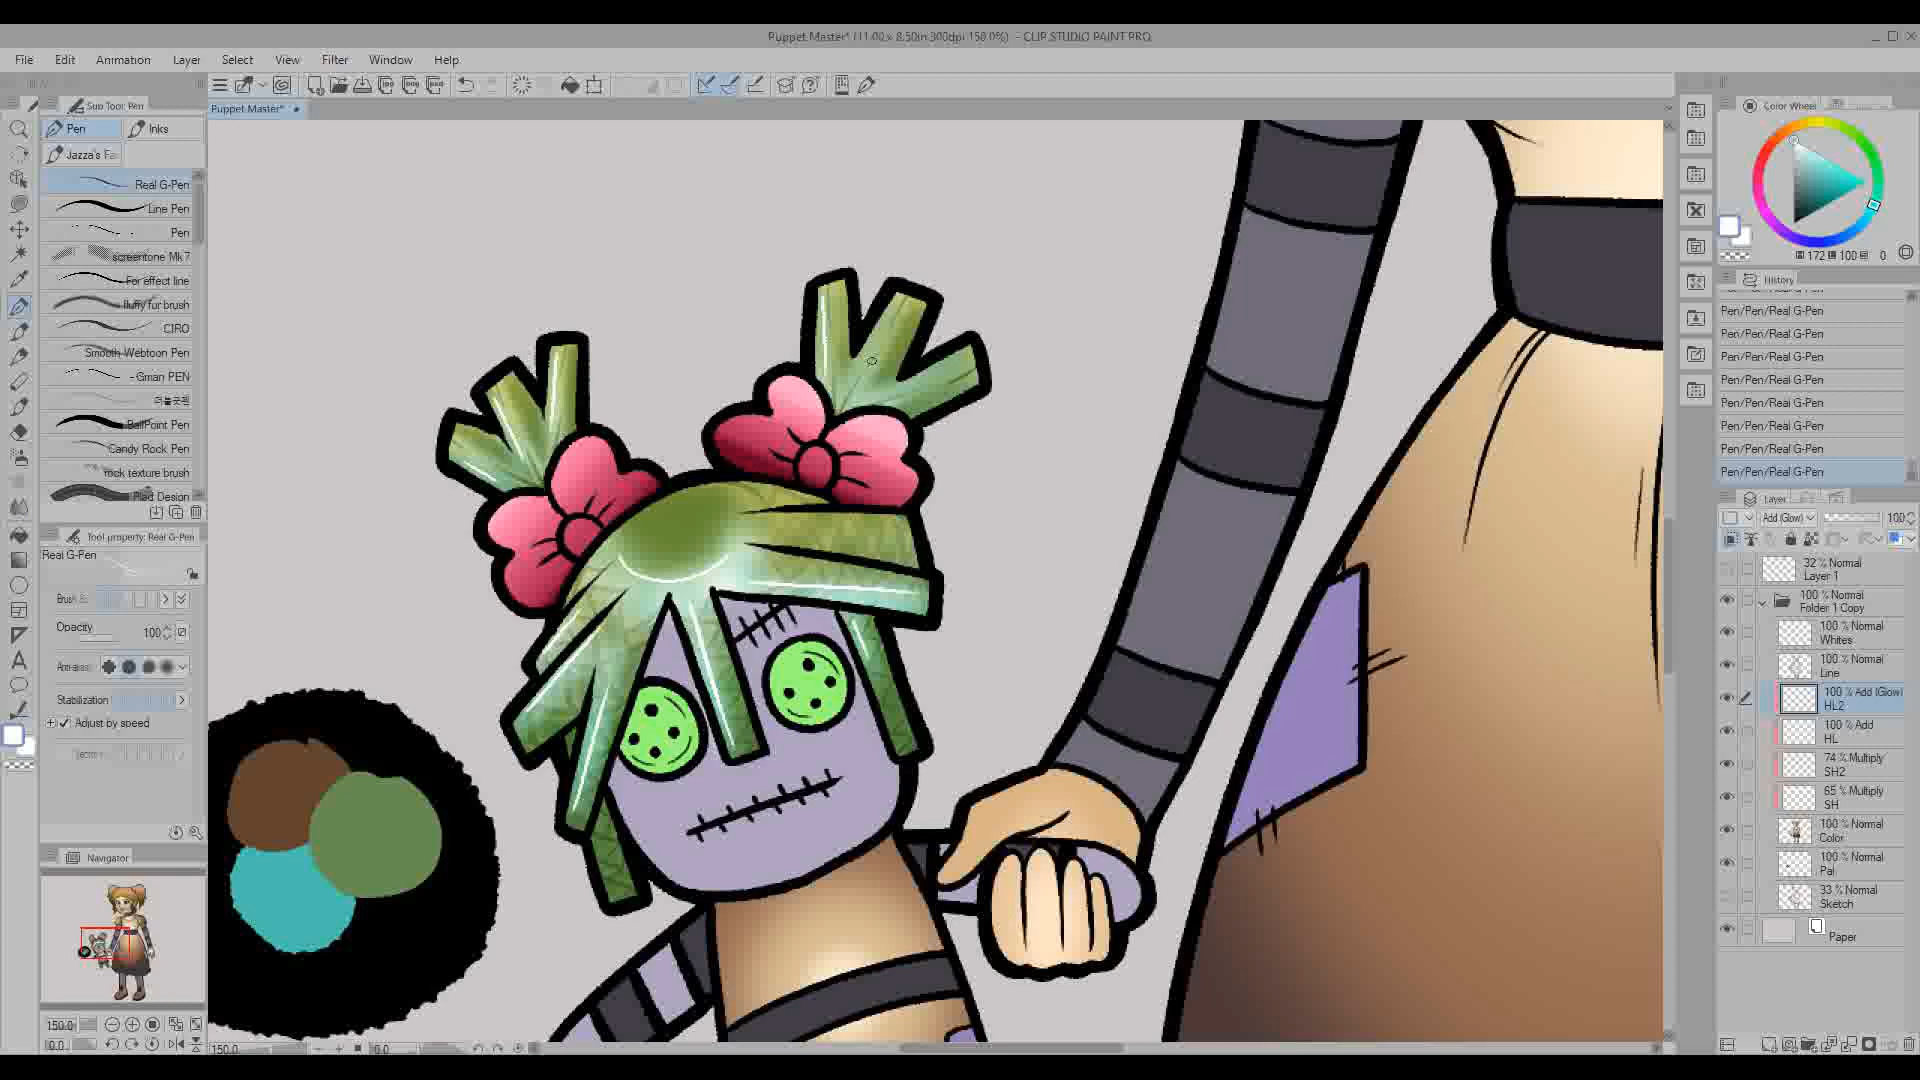 Puppet Master* (11.00 x 8.50in 300dpi 150.0%) - CLIP STUDIO PAINT PRO
File Edit Animation Layer Select View Filter Window Help
Sub Tool: Pen
Puppet Master*
Pen Inks
Jazza's Fa
Real G-Pen
Line Pen
Pen
screentone Mk 7
For effect line
fluffy fur brush
CIRO
Smooth Webtoon Pen
Gman PEN
BallPoint Pen
Candy Rock Pen
rock texture brush
Plad Design
Tool property: Real G-Pen
Real G-Pen
Opacity 100
Stabilization
Adjust by speed
Navigator
150.0
0.0
150.0 0.0
Color Wheel
172 100 0
History
Pen/Pen/Real G-Pen
Pen/Pen/Real G-Pen
Pen/Pen/Real G-Pen
Pen/Pen/Real G-Pen
Pen/Pen/Real G-Pen
Pen/Pen/Real G-Pen
Pen/Pen/Real G-Pen
Pen/Pen/Real G-Pen
Layer
Add (Glow) 100
32 % Normal
Layer 1
100 % Normal
Folder 1 Copy
100 % Normal
Whites
100 % Normal
Line
100 % Add (Glow)
HL2
100 % Add
HL
74 % Multiply
SH2
65 % Multiply
SH
100 % Normal
Color
100 % Normal
Pal
33 % Normal
Sketch
Paper